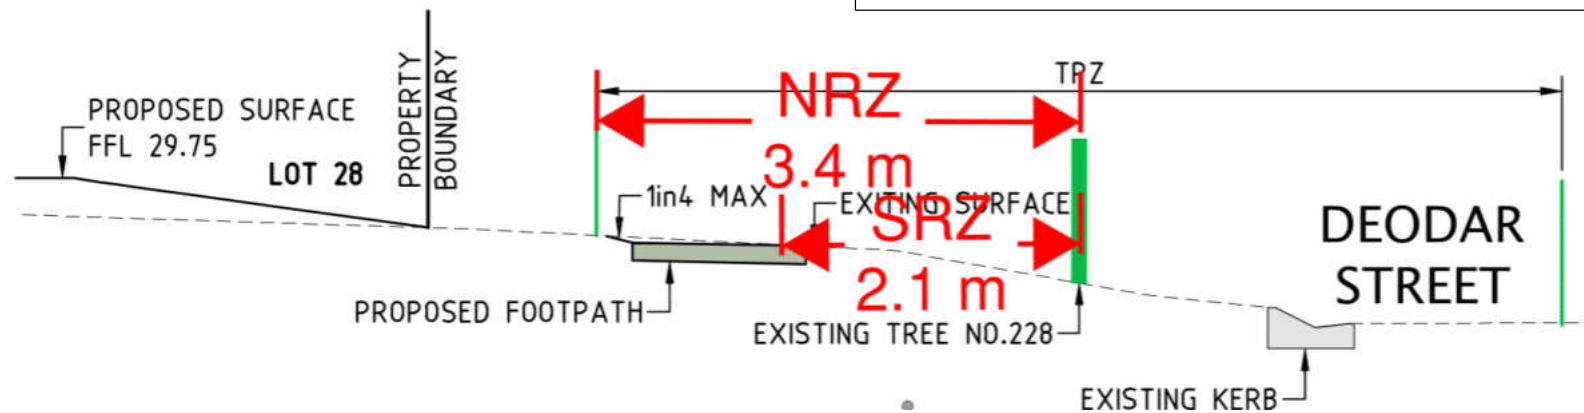 PROPOSED SURFACE
FFL 29.75
LOT 28
PROPERTY
BOUNDARY
TPZ
NRZ
3.4 m
1in4 MAX
EXITING SURFACE
SRZ
2.1 m
PROPOSED FOOTPATH
EXISTING TREE NO.228
DEODAR
STREET
EXISTING KERB